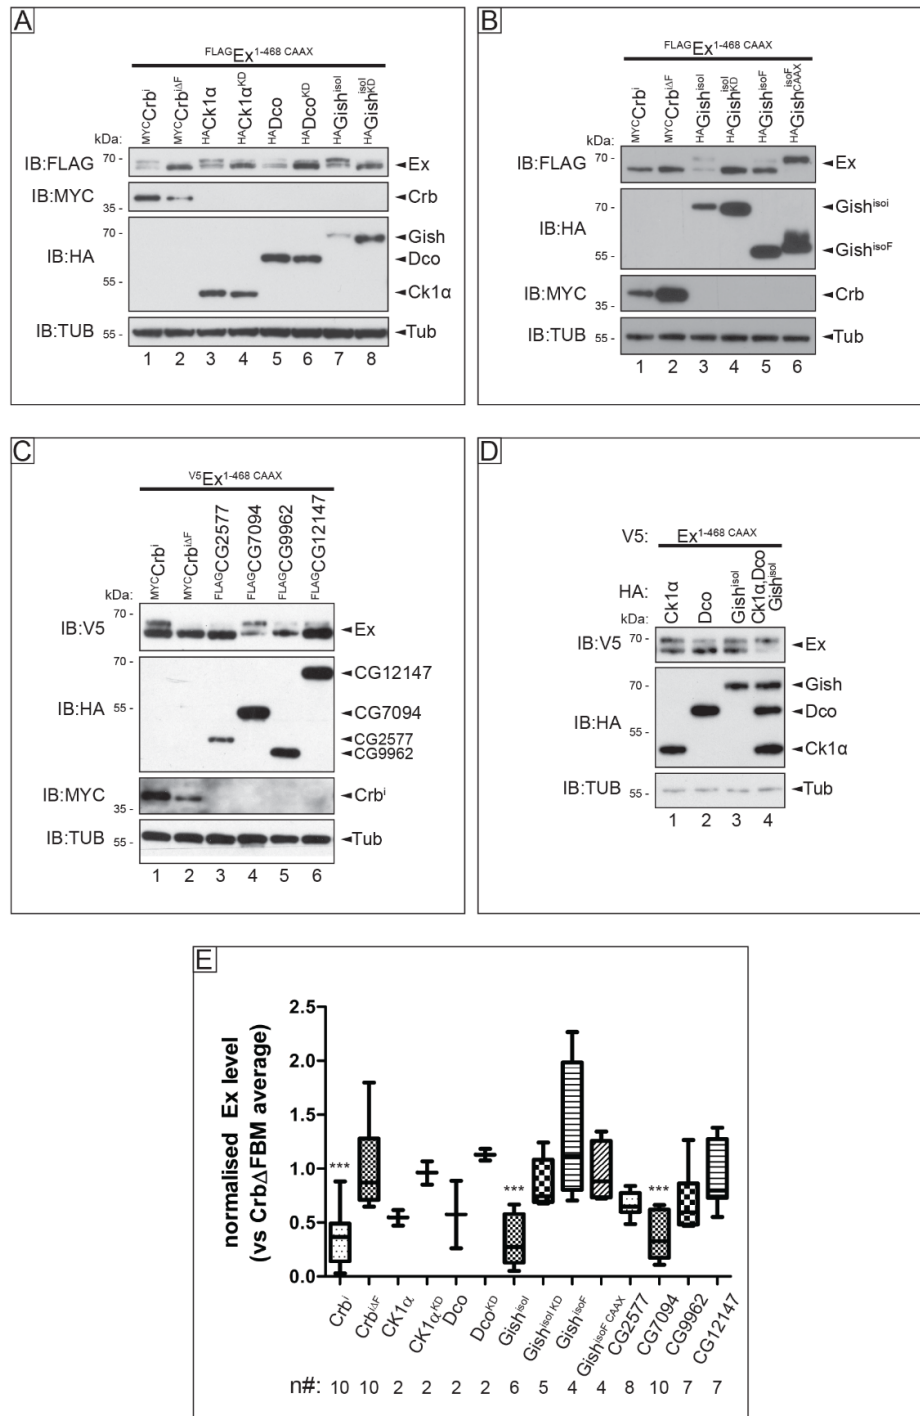 A
FLAGEx1-468 CAAX
kDa:
MYCCrbi
MYCCrbiΔF
HACk1α
HACk1αKD
HADco
HADcoKD
HAGishisoI
HAGishisoI KD
IB:FLAG
70 -
Ex
IB:MYC
35 -
Crb
IB:HA
70 -
55 -
Gish
Dco
Ck1α
IB:TUB
55 -
Tub
1 2 3 4 5 6 7 8
B
FLAGEx1-468 CAAX
kDa:
MYCCrbi
MYCCrbiΔF
HAGishisoI
HAGishisoI KD
HAGishisoF
HAGishisoF CAAX
IB:FLAG
70 -
Ex
IB:HA
70 -
55 -
Gishisoi
GishisoF
IB:MYC
35 -
Crb
IB:TUB
55 -
Tub
1 2 3 4 5 6
C
V5Ex1-468 CAAX
kDa:
MYCCrbi
MYCCrbiΔF
FLAGCG2577
FLAGCG7094
FLAGCG9962
FLAGCG12147
IB:V5
70 -
Ex
IB:HA
70 -
55 -
CG12147
CG7094
CG2577
CG9962
IB:MYC
35 -
Crbi
IB:TUB
55 -
Tub
1 2 3 4 5 6
D
V5: Ex1-468 CAAX
HA:
Ck1α
Dco
GishisoI
Ck1α,Dco
GishisoI
kDa:
IB:V5
70 -
Ex
IB:HA
70 -
55 -
Gish
Dco
Ck1α
IB:TUB
55 -
Tub
1 2 3 4
E
normalised Ex level
(vs CrbΔFBM average)
2.5
2.0
1.5
1.0
0.5
0.0
***
***
***
Crbi
CrbiΔF
CK1α
CK1αKD
Dco
DcoKD
GishisoI
GishisoI KD
GishisoF
GishisoF CAAX
CG2577
CG7094
CG9962
CG12147
n#: 10 10 2 2 2 2 6 5 4 4 8 10 7 7